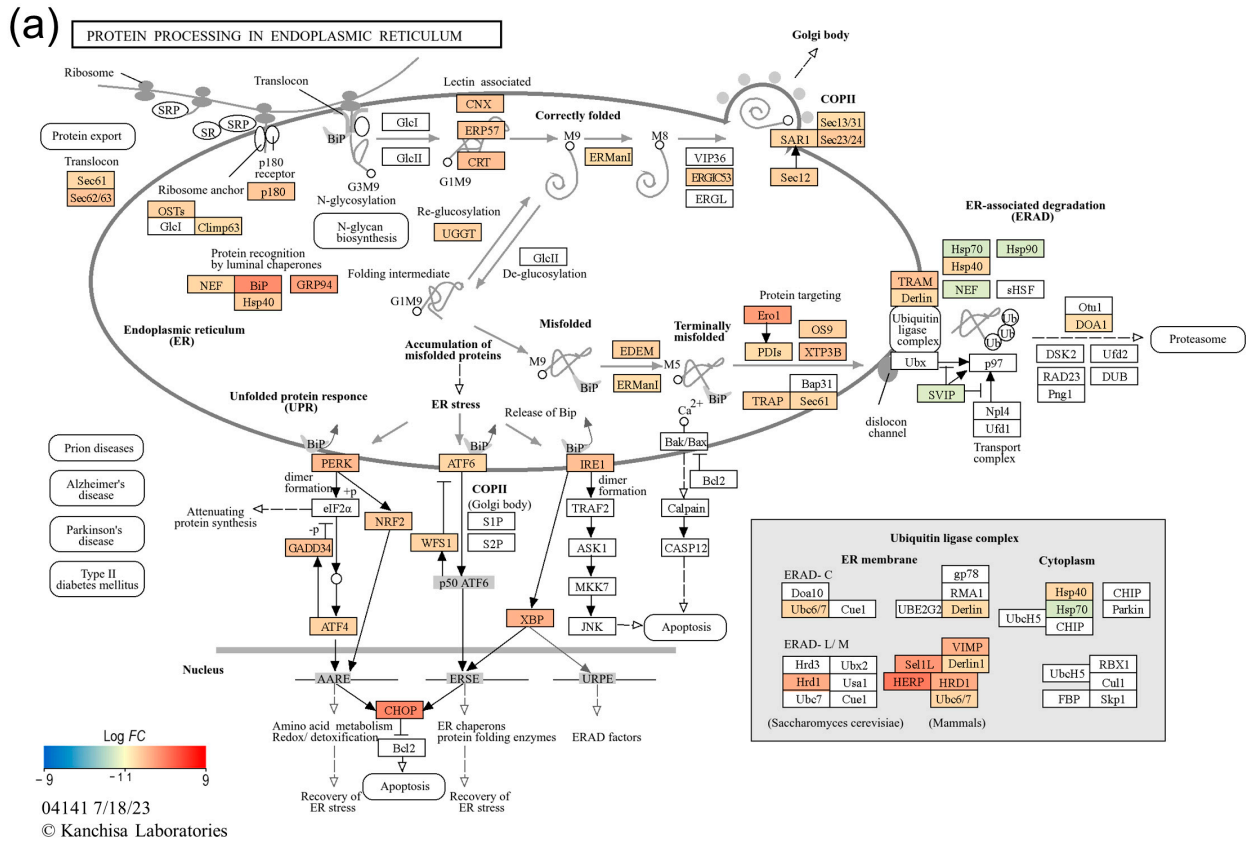 (a)
PROTEIN PROCESSING IN ENDOPLASMIC RETICULUM
Ribosome
SRP
SR
SRP
Translocon
BiP
GlcI
GlcII
G3M9
N-glycosylation
N-glycan
biosynthesis
Protein export
Translocon
Sec61
Sec62/63
p180
receptor
p180
Ribosome anchor
OSTs
GlcI
Climp63
Lectin associated
CNX
ERP57
CRT
G1M9
Correctly folded
M9
ERManI
M8
VIP36
ERGIC53
ERGL
Golgi body
COPII
Sec13/31
SAR1
Sec23/24
Sec12
Re-glucosylation
UGGT
GlcII
De-glucosylation
Protein recognition
by luminal chaperones
NEF
BiP
GRP94
Hsp40
Folding intermediate
G1M9
Endoplasmic reticulum
(ER)
Accumulation of
misfolded proteins
ER stress
Misfolded
M9
BiP
EDEM
ERManI
Terminally
misfolded
M5
BiP
Protein targeting
Ero1
PDIs
OS9
XTP3B
Bap31
TRAP
Sec61
ER-associated degradation
(ERAD)
Hsp70
Hsp90
Hsp40
NEF
sHSF
TRAM
Derlin
Ubiquitin
ligase
complex
Ubx
Ub
Ub
Ub
p97
SVIP
Npl4
Ufd1
Transport
complex
dislocon
channel
Otu1
DOA1
DSK2
Ufd2
RAD23
DUB
Png1
Proteasome
Unfolded protein responce
(UPR)
Release of Bip
BiP
BiP
BiP
PERK
ATF6
IRE1
Ca2+
Bak/Bax
Bcl2
Calpain
CASP12
Apoptosis
Prion diseases
Alzheimer's
disease
Parkinson's
disease
Type II
diabetes mellitus
dimer
formation
+p
eIF2α
Attenuating
protein synthesis
-p
GADD34
NRF2
ATF4
COPII
(Golgi body)
S1P
S2P
WFS1
p50 ATF6
dimer
formation
TRAF2
ASK1
MKK7
JNK
XBP
Nucleus
AARE
ERSE
URPE
CHOP
Bcl2
Apoptosis
Amino acid metabolism
Redox/ detoxification
ER chaperons
protein folding enzymes
ERAD factors
Recovery of
ER stress
Recovery of
ER stress
Ubiquitin ligase complex
ER membrane
Cytoplasm
ERAD- C
Doa10
Ubc6/7
Cue1
gp78
RMA1
UBE2G2
Derlin
Hsp40
Hsp70
UbcH5
CHIP
CHIP
Parkin
ERAD- L/ M
Hrd3
Ubx2
Hrd1
Usa1
Ubc7
Cue1
VIMP
Sel1L
Derlin1
HERP
HRD1
Ubc6/7
UbcH5
RBX1
Cul1
FBP
Skp1
(Saccharomyces cerevisiae)
(Mammals)
Log FC
-9
-11
9
04141 7/18/23
© Kanchisa Laboratories